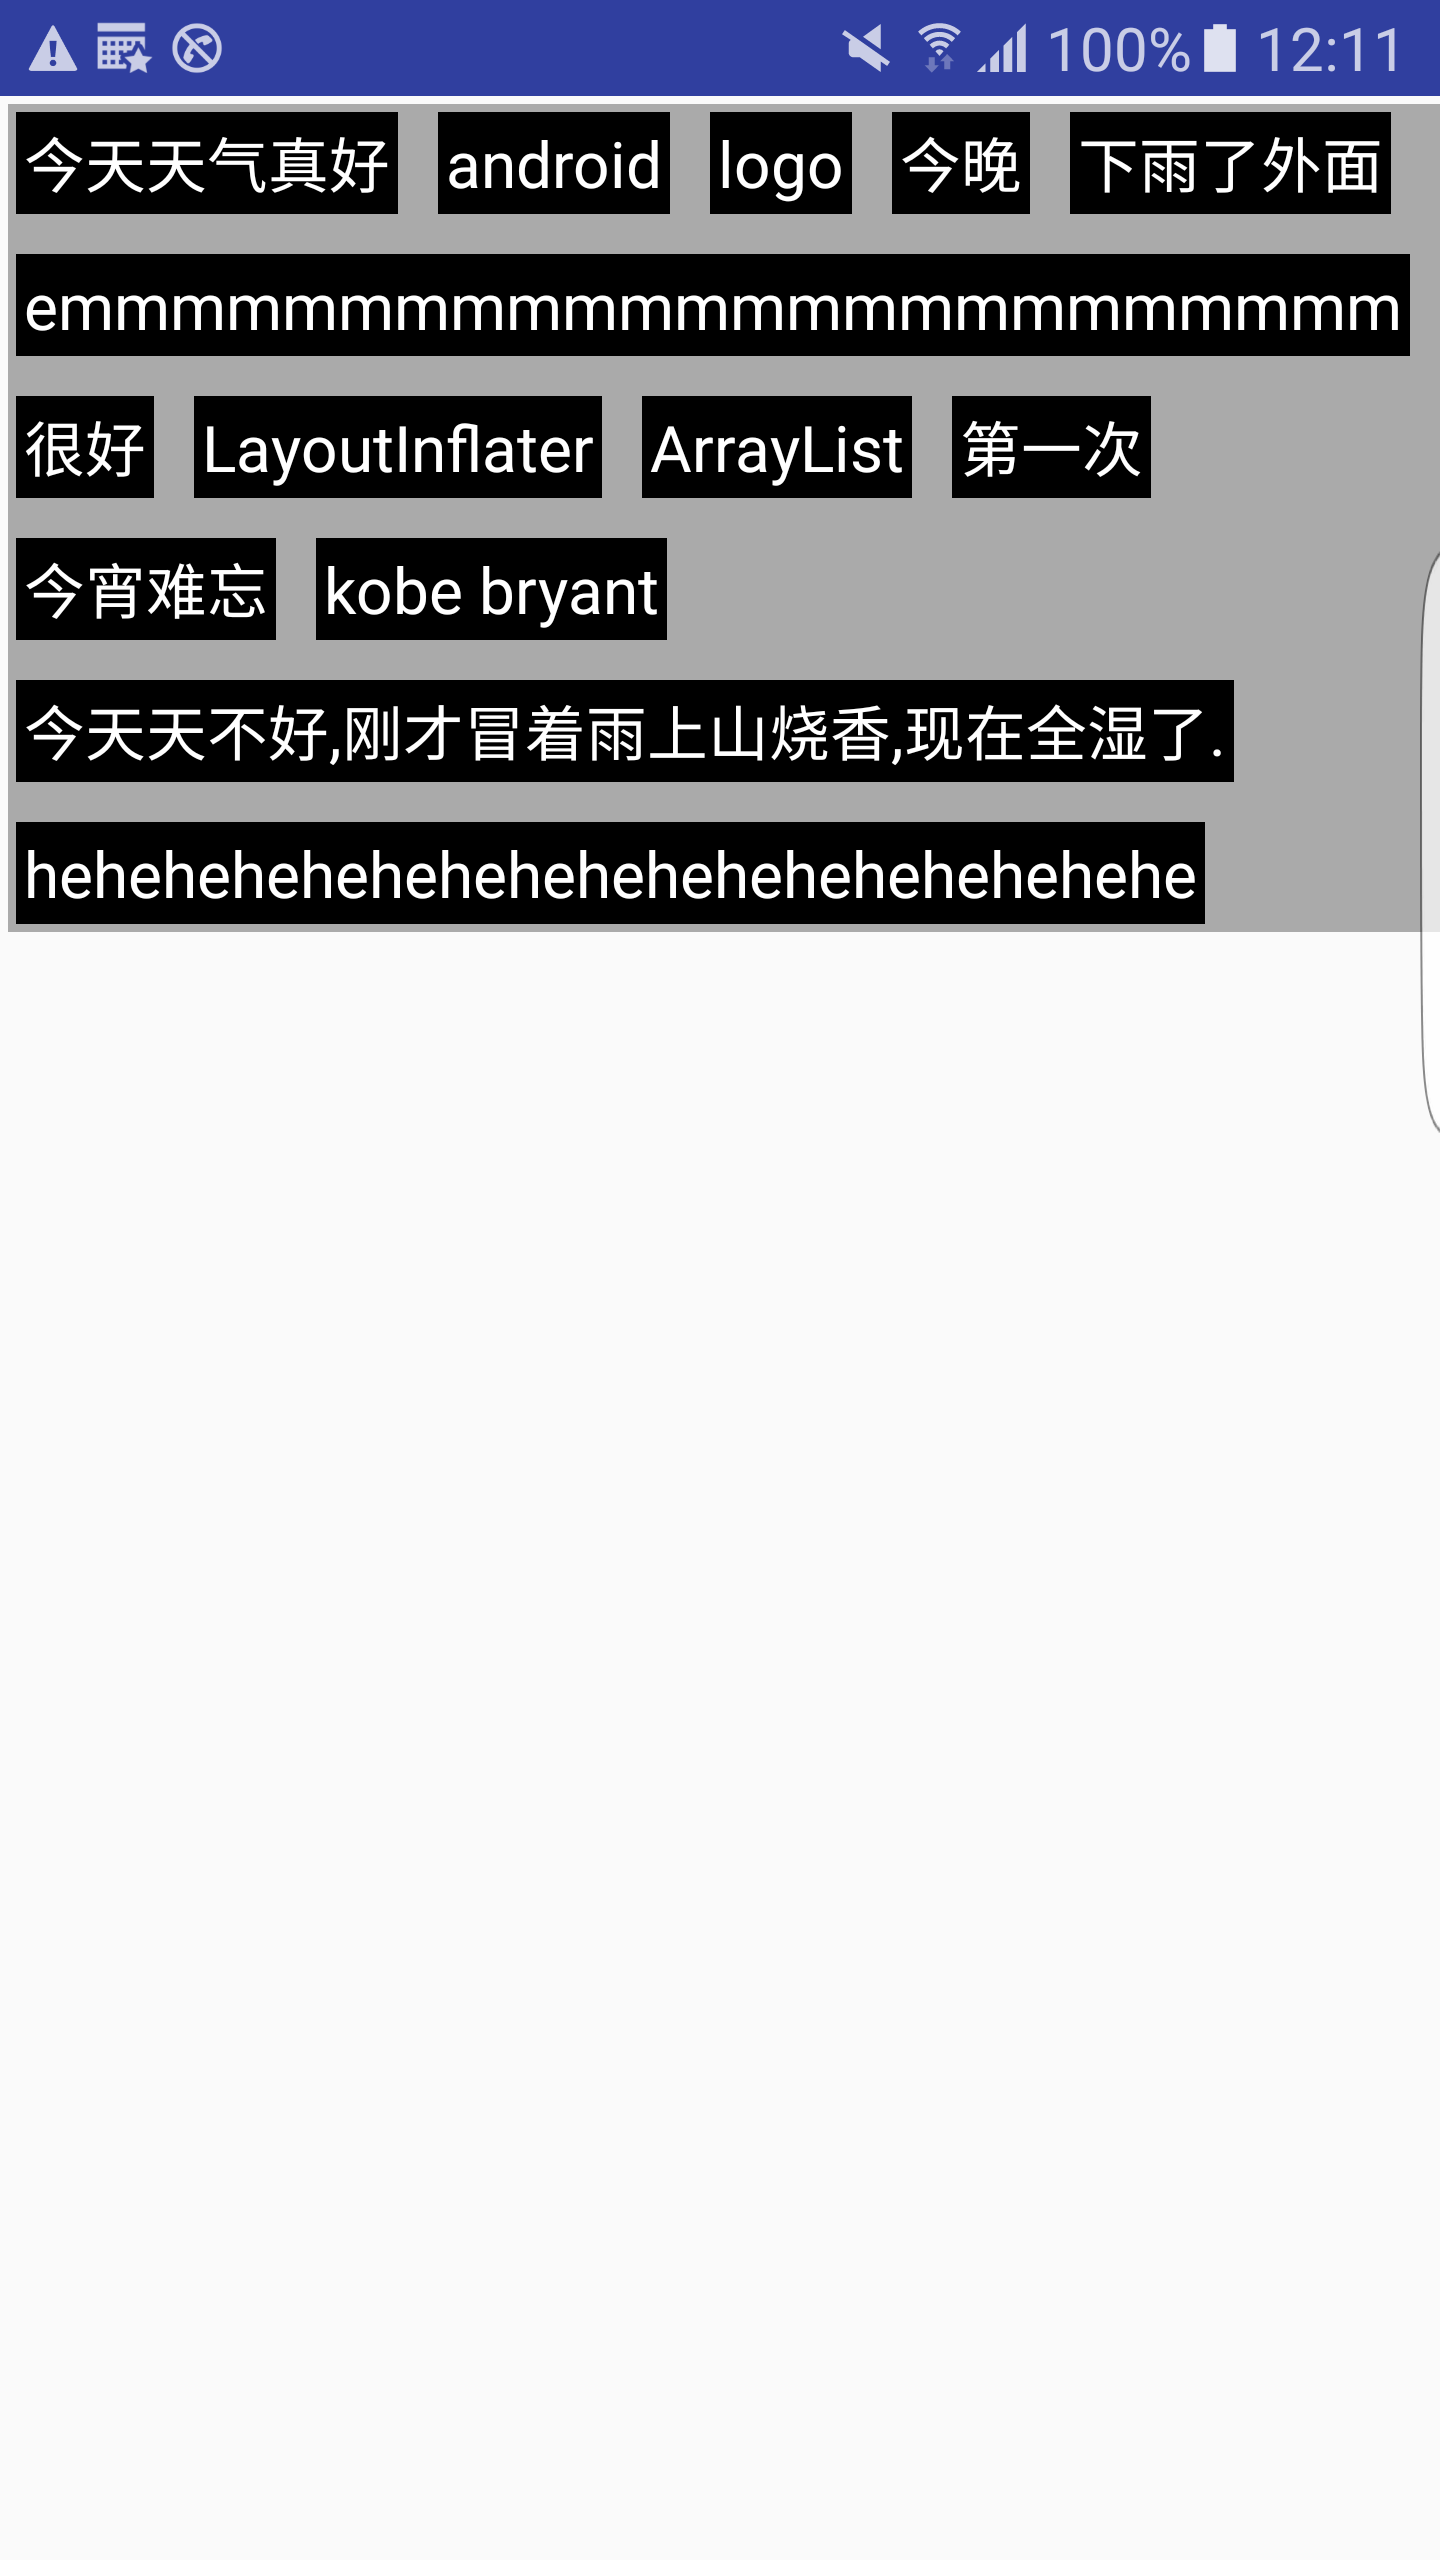 100% 12:11
今天天气真好 android logo 今晚 下雨了外面
emmmmmmmmmmmmmmmmmmmmmmmm
很好 LayoutInflater ArrayList 第一次
今宵难忘 kobe bryant
今天天不好,刚才冒着雨上山烧香,现在全湿了.
hehehehehehehehehehehehehehehehehe